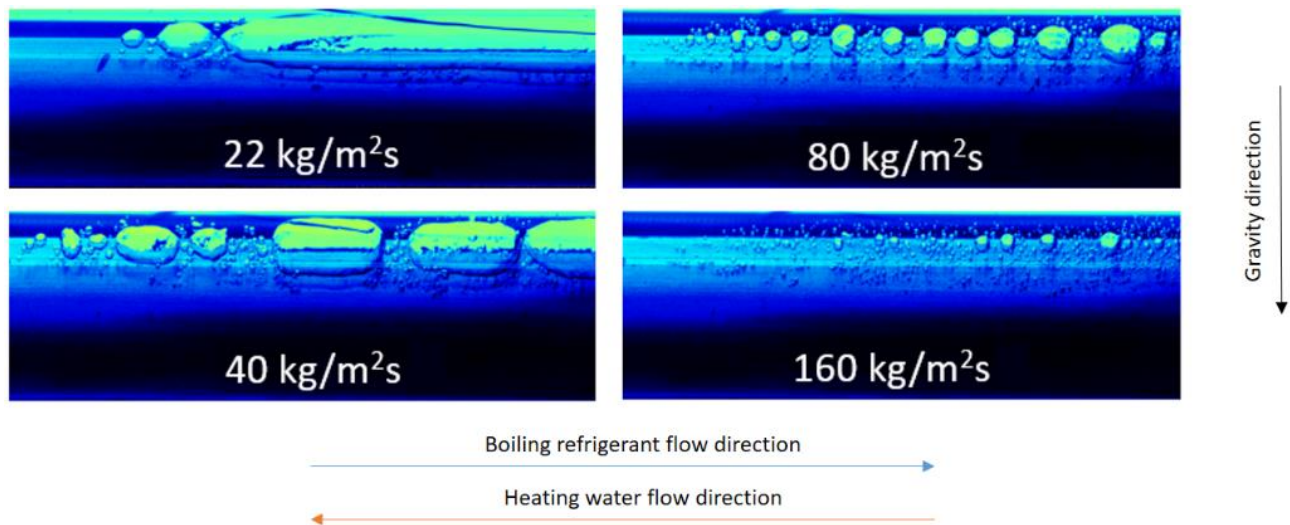 22 kg/m²s
80 kg/m²s
40 kg/m²s
160 kg/m²s
Gravity direction
Boiling refrigerant flow direction
Heating water flow direction